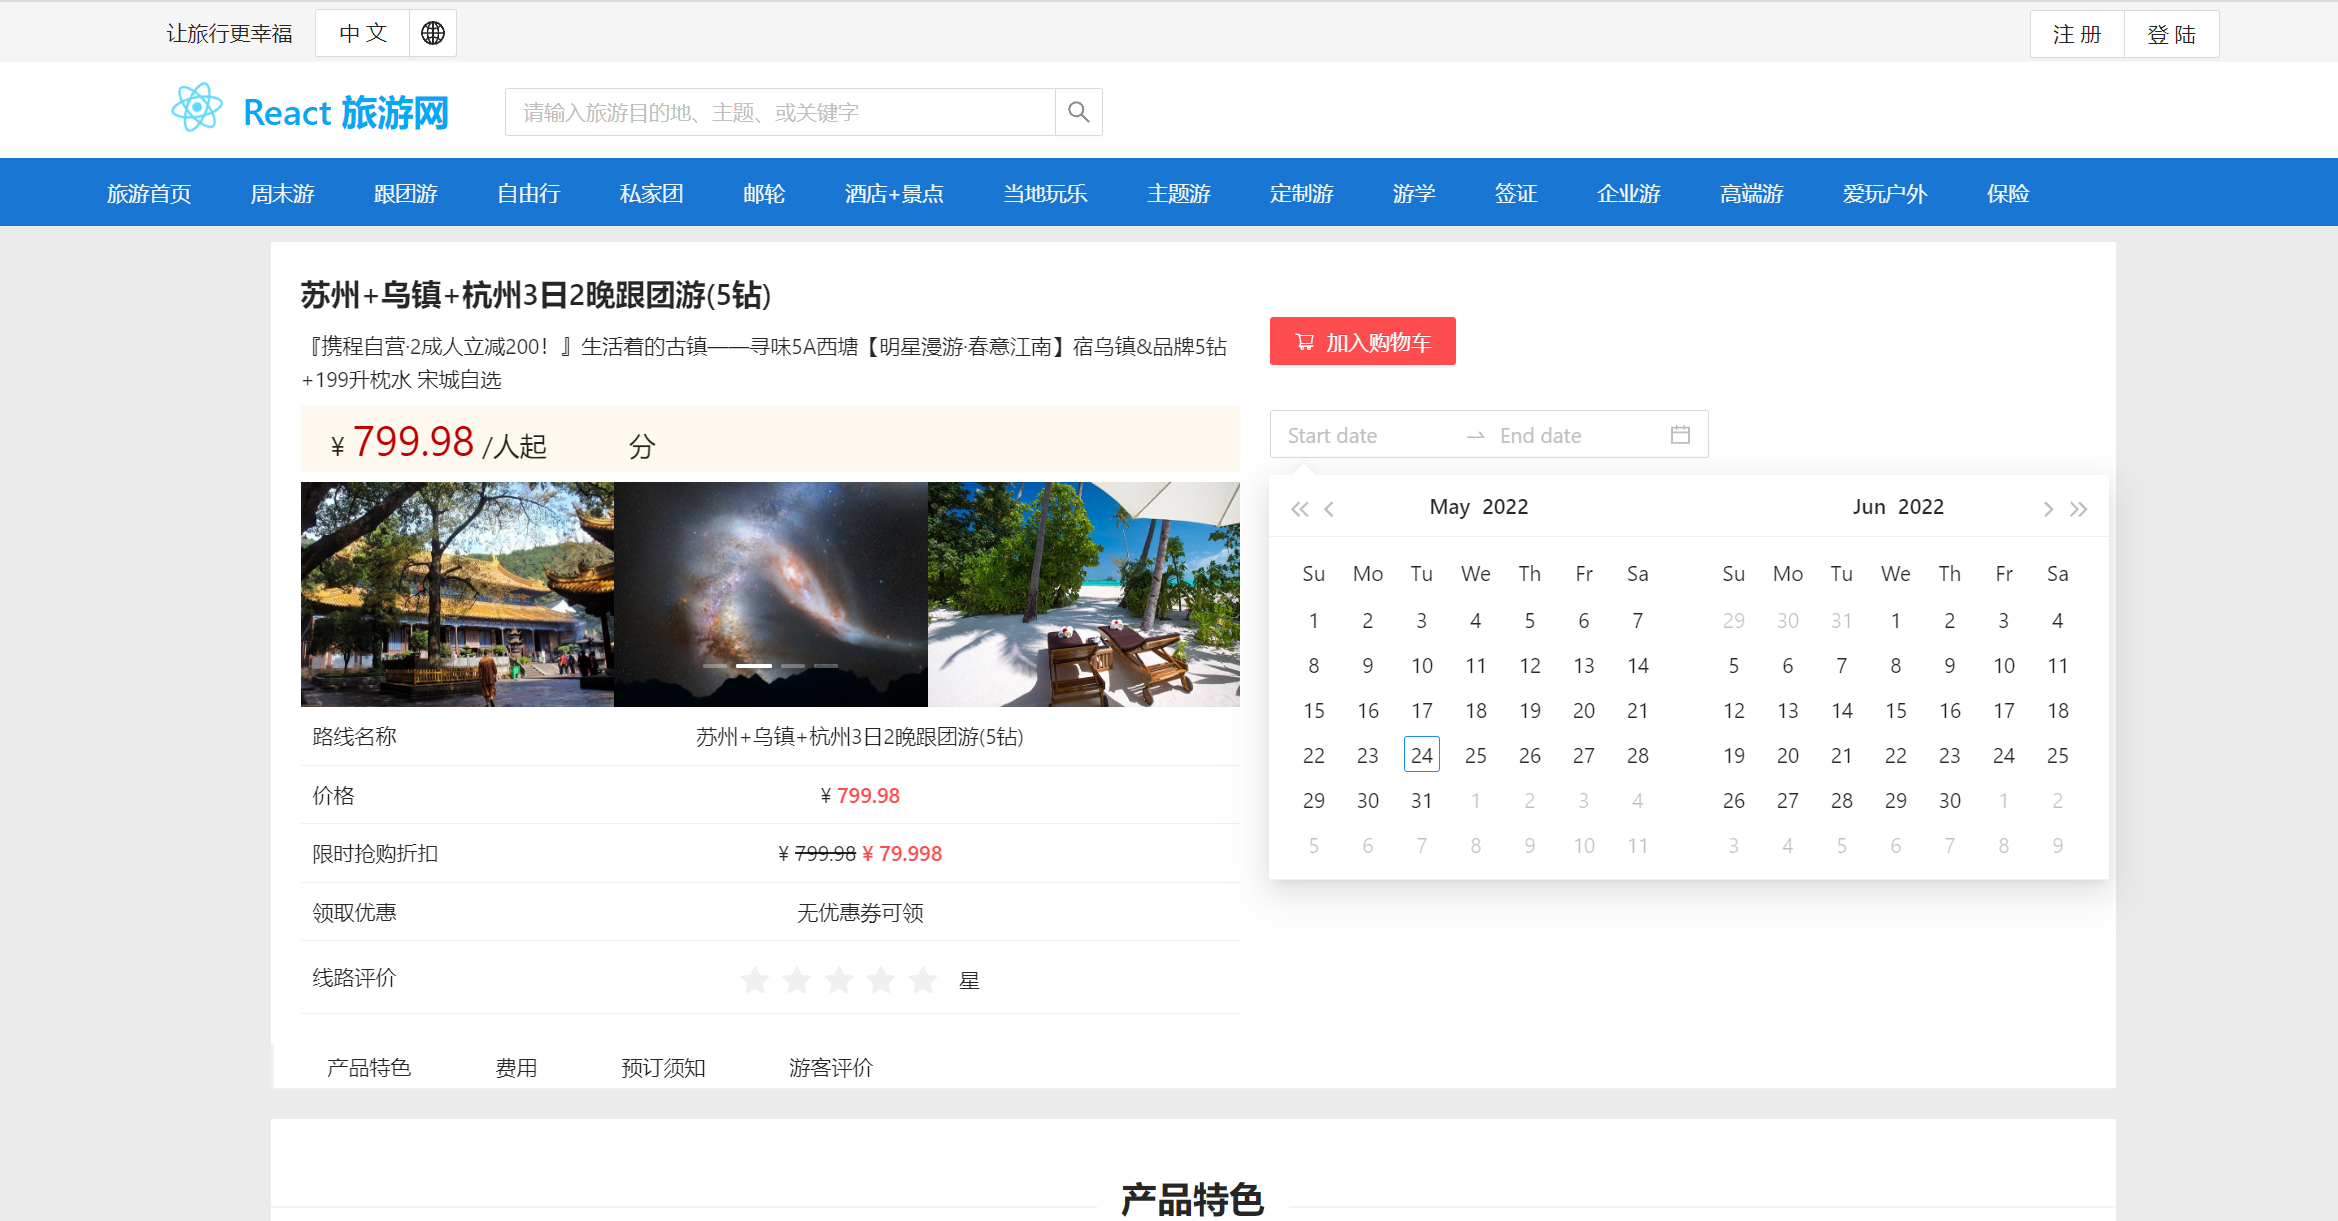 让旅行更幸福 中 文 注 册 登 陆
React 旅游网 请输入旅游目的地、主题、或关键字
旅游首页 周末游 跟团游 自由行 私家团 邮轮 酒店+景点 当地玩乐 主题游 定制游 游学 签证 企业游 高端游 爱玩户外 保险
苏州+乌镇+杭州3日2晚跟团游(5钻)
『携程自营·2成人立减200！』生活着的古镇——寻味5A西塘【明星漫游·春意江南】宿乌镇&品牌5钻
+199升枕水 宋城自选
¥ 799.98 /人起 分
路线名称 苏州+乌镇+杭州3日2晚跟团游(5钻)
价格 ¥ 799.98
限时抢购折扣 ¥ 799.98 ¥ 79.998
领取优惠 无优惠券可领
线路评价 星
产品特色 费用 预订须知 游客评价
加入购物车
Start date End date
May 2022
Su Mo Tu We Th Fr Sa
1 2 3 4 5 6 7
8 9 10 11 12 13 14
15 16 17 18 19 20 21
22 23 24 25 26 27 28
29 30 31 1 2 3 4
5 6 7 8 9 10 11
Jun 2022
Su Mo Tu We Th Fr Sa
29 30 31 1 2 3 4
5 6 7 8 9 10 11
12 13 14 15 16 17 18
19 20 21 22 23 24 25
26 27 28 29 30 1 2
3 4 5 6 7 8 9
产品特色